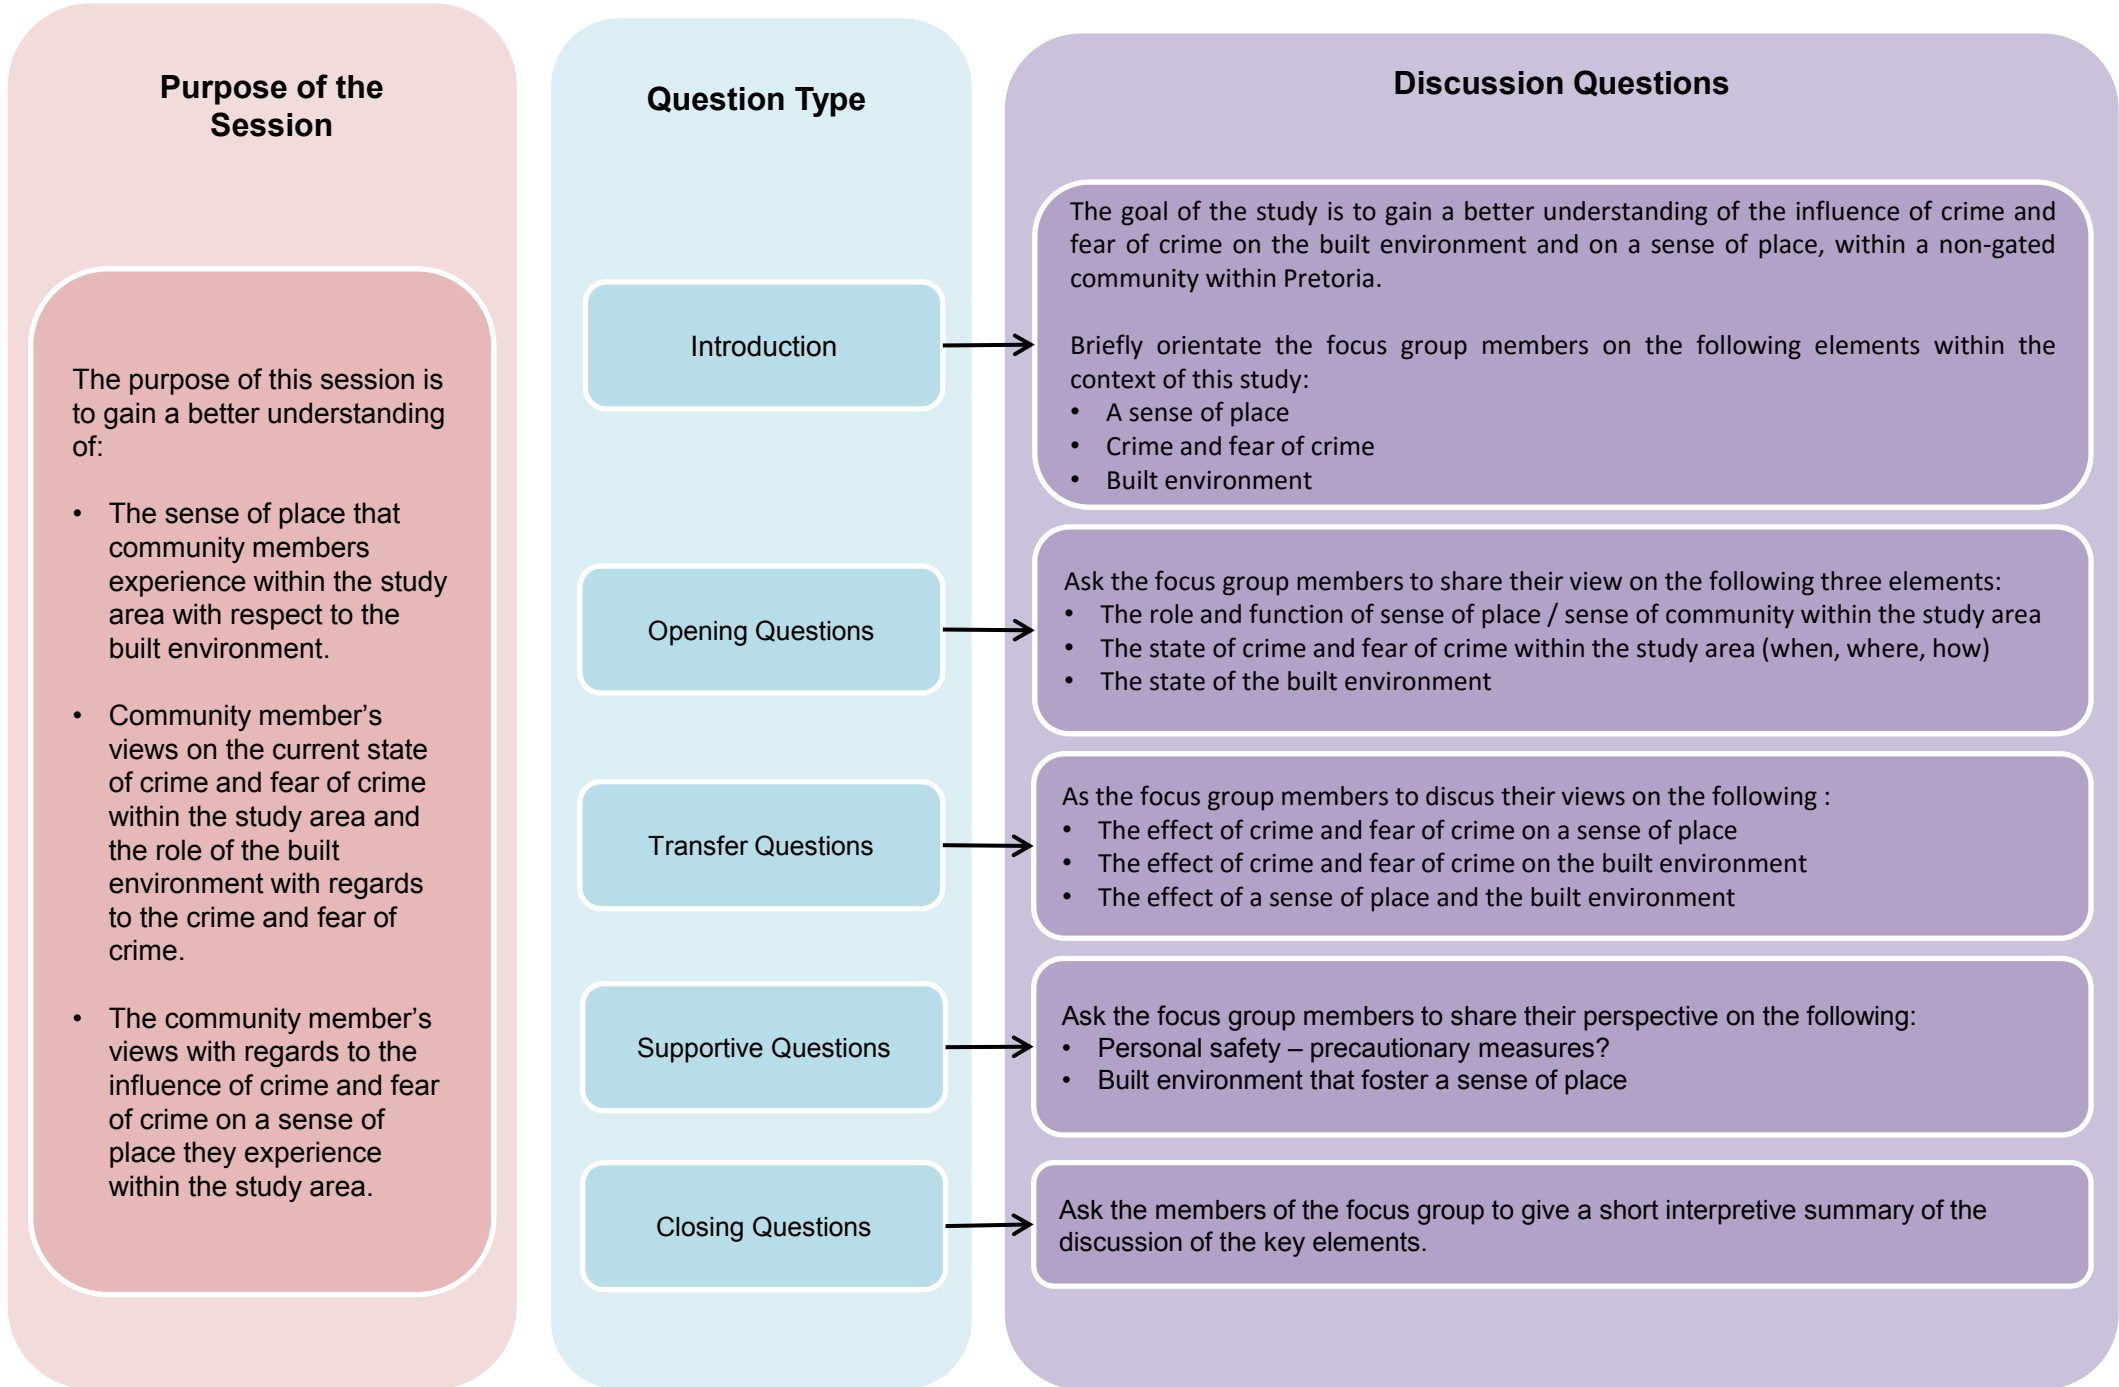 Purpose of the
Session
The purpose of this session is
to gain a better understanding
of:
• The sense of place that
community members
experience within the study
area with respect to the
built environment.
• Community member’s
views on the current state
of crime and fear of crime
within the study area and
the role of the built
environment with regards
to the crime and fear of
crime.
• The community member’s
views with regards to the
influence of crime and fear
of crime on a sense of
place they experience
within the study area.
Question Type
Introduction
Opening Questions
Transfer Questions
Supportive Questions
Closing Questions
Discussion Questions
The goal of the study is to gain a better understanding of the influence of crime and
fear of crime on the built environment and on a sense of place, within a non-gated
community within Pretoria.
Briefly orientate the focus group members on the following elements within the
context of this study:
• A sense of place
• Crime and fear of crime
• Built environment
Ask the focus group members to share their view on the following three elements:
• The role and function of sense of place / sense of community within the study area
• The state of crime and fear of crime within the study area (when, where, how)
• The state of the built environment
As the focus group members to discus their views on the following :
• The effect of crime and fear of crime on a sense of place
• The effect of crime and fear of crime on the built environment
• The effect of a sense of place and the built environment
Ask the focus group members to share their perspective on the following:
• Personal safety – precautionary measures?
• Built environment that foster a sense of place
Ask the members of the focus group to give a short interpretive summary of the
discussion of the key elements.